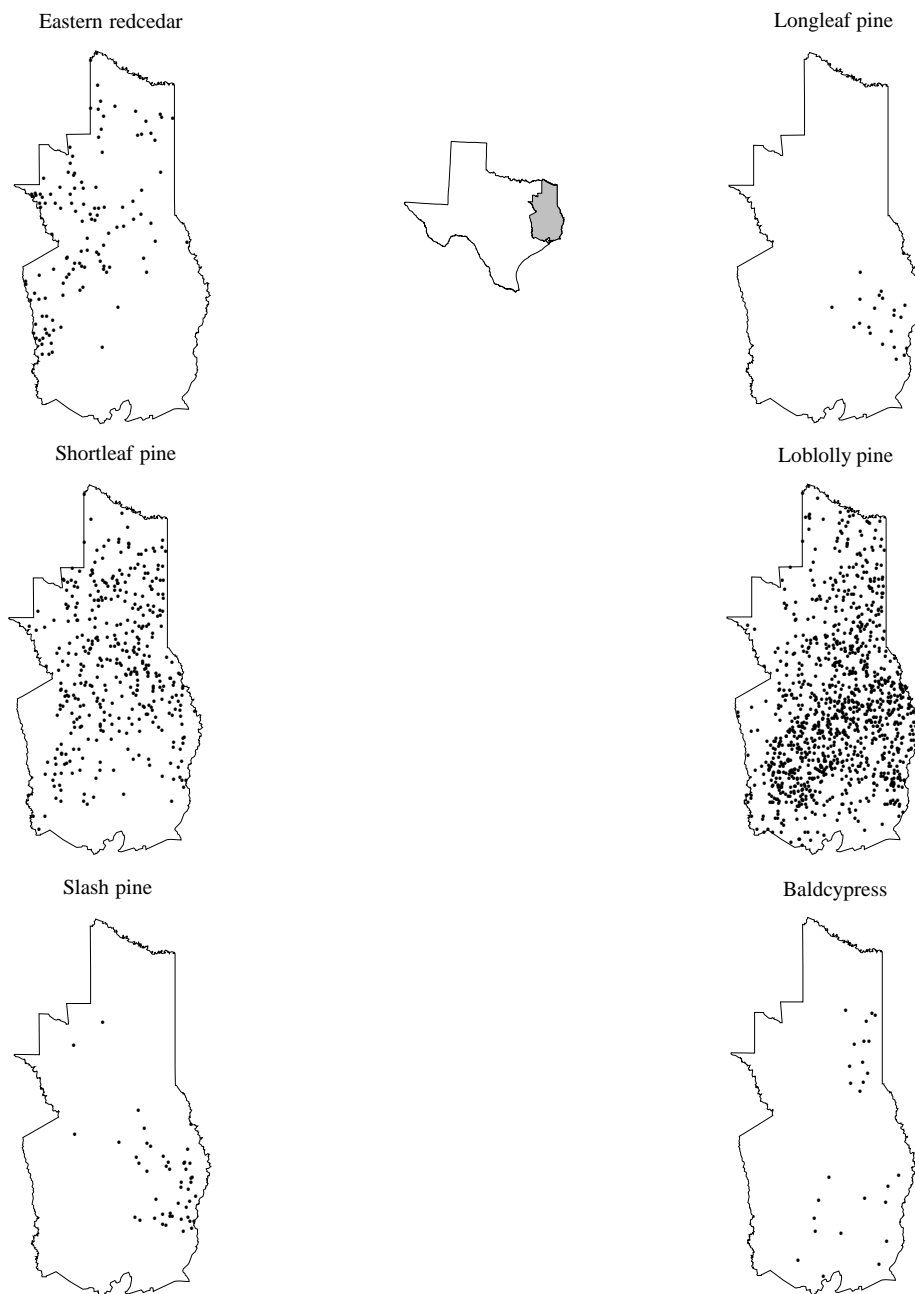 Eastern redcedar
Longleaf pine
Shortleaf pine
Loblolly pine
Slash pine
Baldcypress